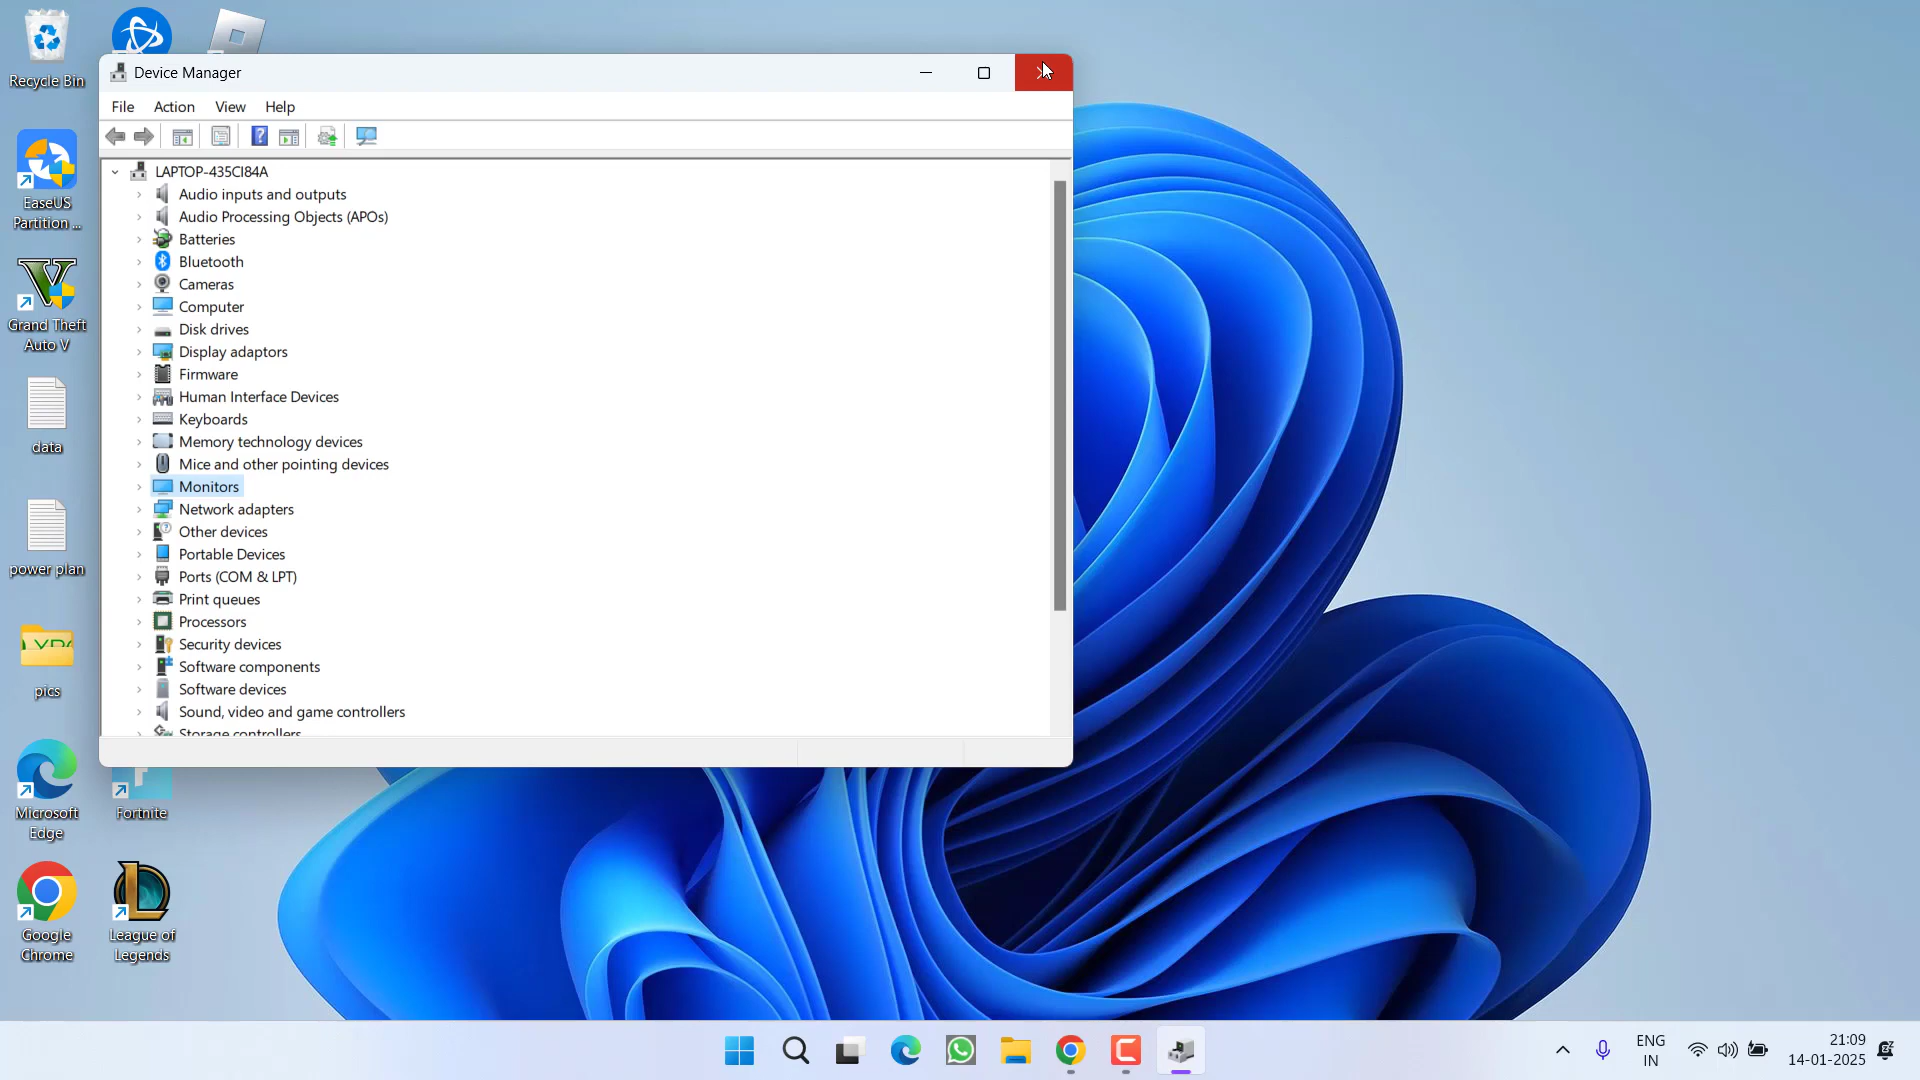 Recycle Bin
EaseUS
Partition ...
Grand Theft
Auto V
data
power plan
pics
Microsoft
Edge
Fortnite
Google
Chrome
League of
Legends
Device Manager
File Action View Help
LAPTOP-435CI84A
Audio inputs and outputs
Audio Processing Objects (APOs)
Batteries
Bluetooth
Cameras
Computer
Disk drives
Display adaptors
Firmware
Human Interface Devices
Keyboards
Memory technology devices
Mice and other pointing devices
Monitors
Network adapters
Other devices
Portable Devices
Ports (COM & LPT)
Print queues
Processors
Security devices
Software components
Software devices
Sound, video and game controllers
Storage controllers
ENG
IN
21:09
14-01-2025